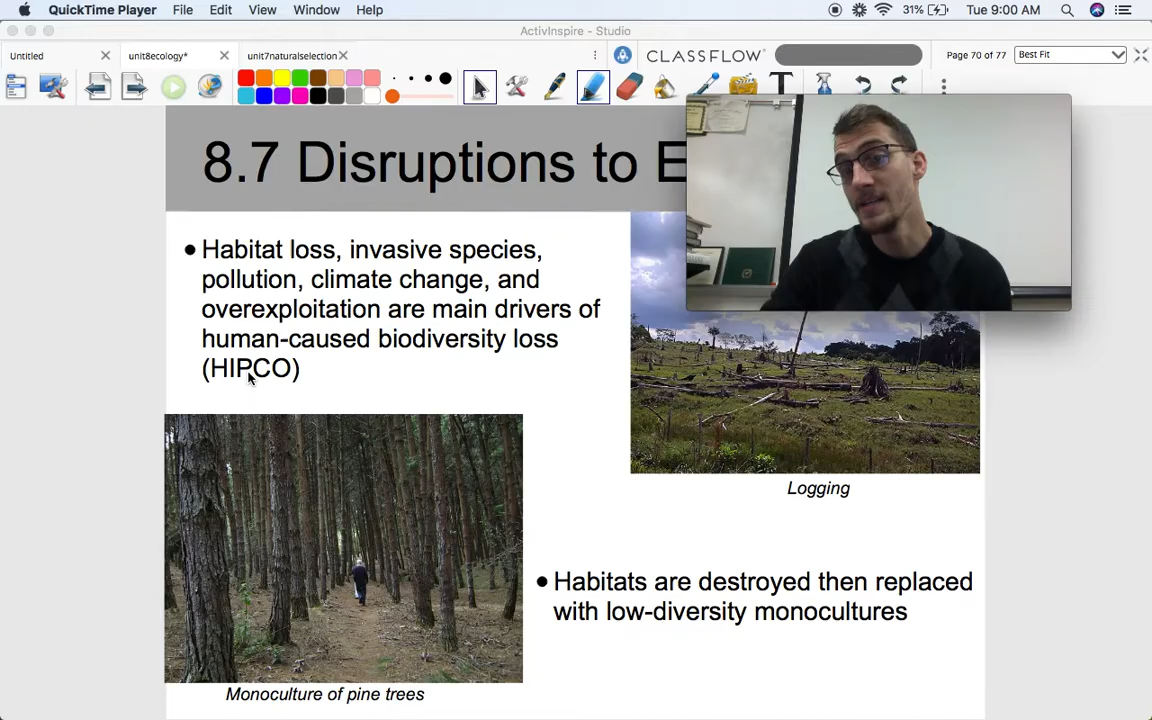 QuickTime Player File Edit View Window Help 31% Tue 9:00 AM
ActivInspire - Studio
Untitled unit8ecology* unit7naturalselection CLASSFLOW Page 70 of 77 Best Fit
T
8.7 Disruptions to E
• Habitat loss, invasive species,
pollution, climate change, and
overexploitation are main drivers of
human-caused biodiversity loss
(HIPCO)
Logging
• Habitats are destroyed then replaced
with low-diversity monocultures
Monoculture of pine trees